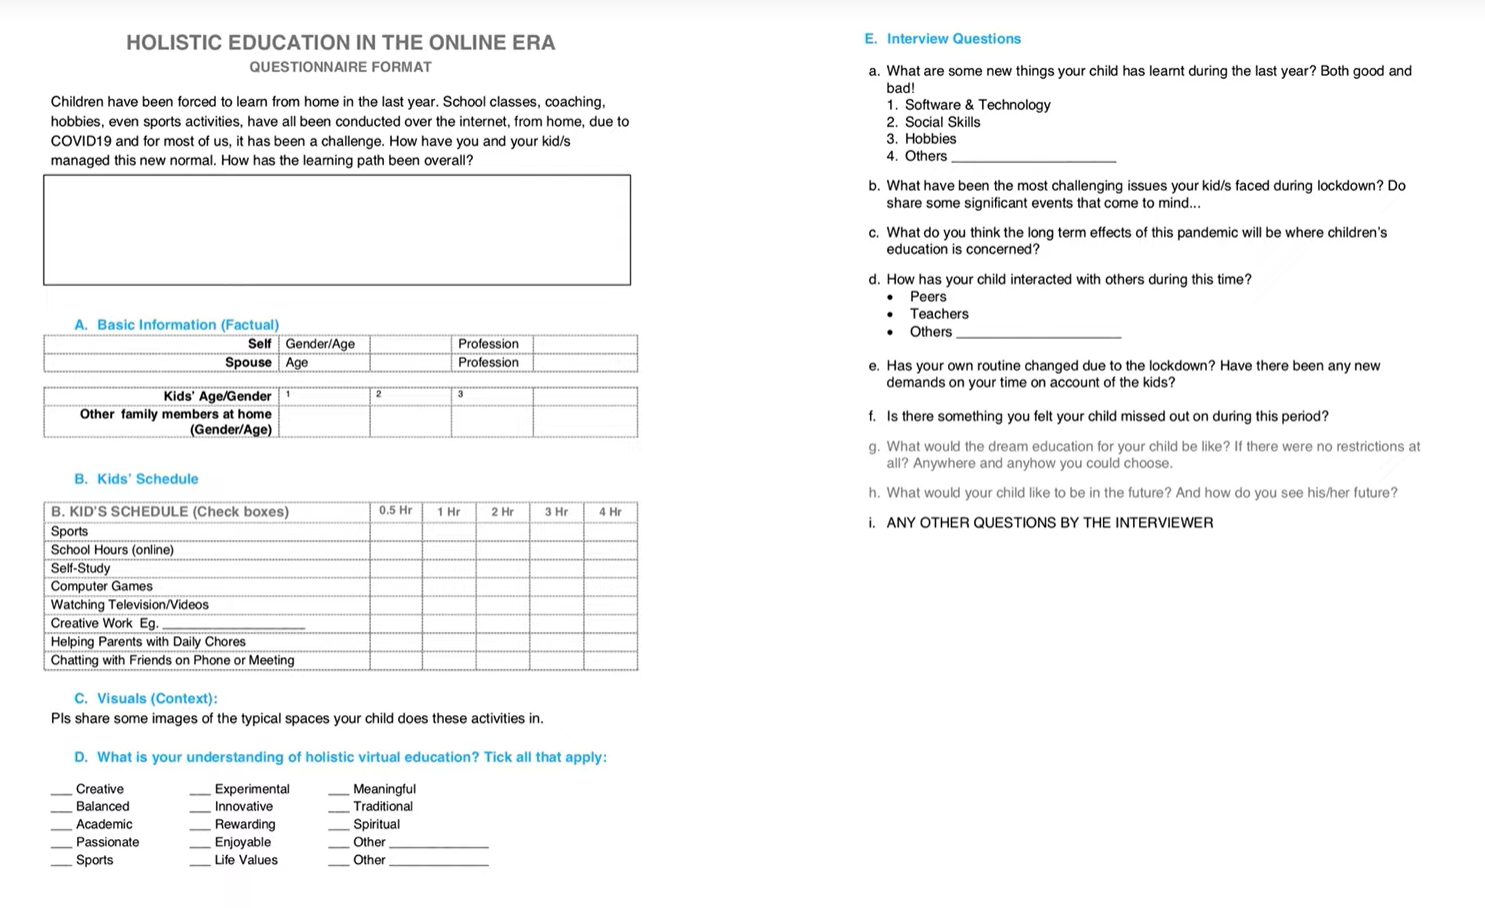 HOLISTIC EDUCATION IN THE ONLINE ERA
QUESTIONNAIRE FORMAT
Children have been forced to learn from home in the last year. School classes, coaching,
hobbies, even sports activities, have all been conducted over the internet, from home, due to
COVID19 and for most of us, it has been a challenge. How have you and your kid/s
managed this new normal. How has the learning path been overall?
A. Basic Information (Factual)
Self Gender/Age Profession
Spouse Age Profession
Kids' Age/Gender 1 2 3
Other family members at home
(Gender/Age)
B. Kids' Schedule
B. KID'S SCHEDULE (Check boxes) 0.5 Hr 1 Hr 2 Hr 3 Hr 4 Hr
Sports
School Hours (online)
Self-Study
Computer Games
Watching Television/Videos
Creative Work Eg. ____________________
Helping Parents with Daily Chores
Chatting with Friends on Phone or Meeting
C. Visuals (Context):
Pls share some images of the typical spaces your child does these activities in.
D. What is your understanding of holistic virtual education? Tick all that apply:
___ Creative ___ Experimental ___ Meaningful
___ Balanced ___ Innovative ___ Traditional
___ Academic ___ Rewarding ___ Spiritual
___ Passionate ___ Enjoyable ___ Other ______________
___ Sports ___ Life Values ___ Other ______________
E. Interview Questions
a. What are some new things your child has learnt during the last year? Both good and
bad!
1. Software & Technology
2. Social Skills
3. Hobbies
4. Others _______________________
b. What have been the most challenging issues your kid/s faced during lockdown? Do
share some significant events that come to mind...
c. What do you think the long term effects of this pandemic will be where children's
education is concerned?
d. How has your child interacted with others during this time?
• Peers
• Teachers
• Others _______________________
e. Has your own routine changed due to the lockdown? Have there been any new
demands on your time on account of the kids?
f. Is there something you felt your child missed out on during this period?
g. What would the dream education for your child be like? If there were no restrictions at
all? Anywhere and anyhow you could choose.
h. What would your child like to be in the future? And how do you see his/her future?
i. ANY OTHER QUESTIONS BY THE INTERVIEWER